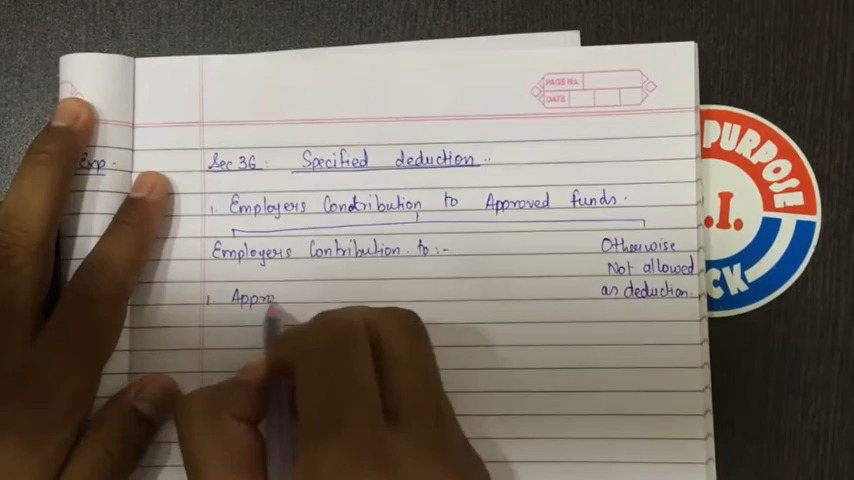 PAGE No.
DATE
Exp.
Sec 36: Specified deduction..
1. Employers Contribution to Approved funds.
Employers Contribution to :-
Otherwise
Not allowed
as deduction.
1. Appro
PURPOSE
.I.
CK